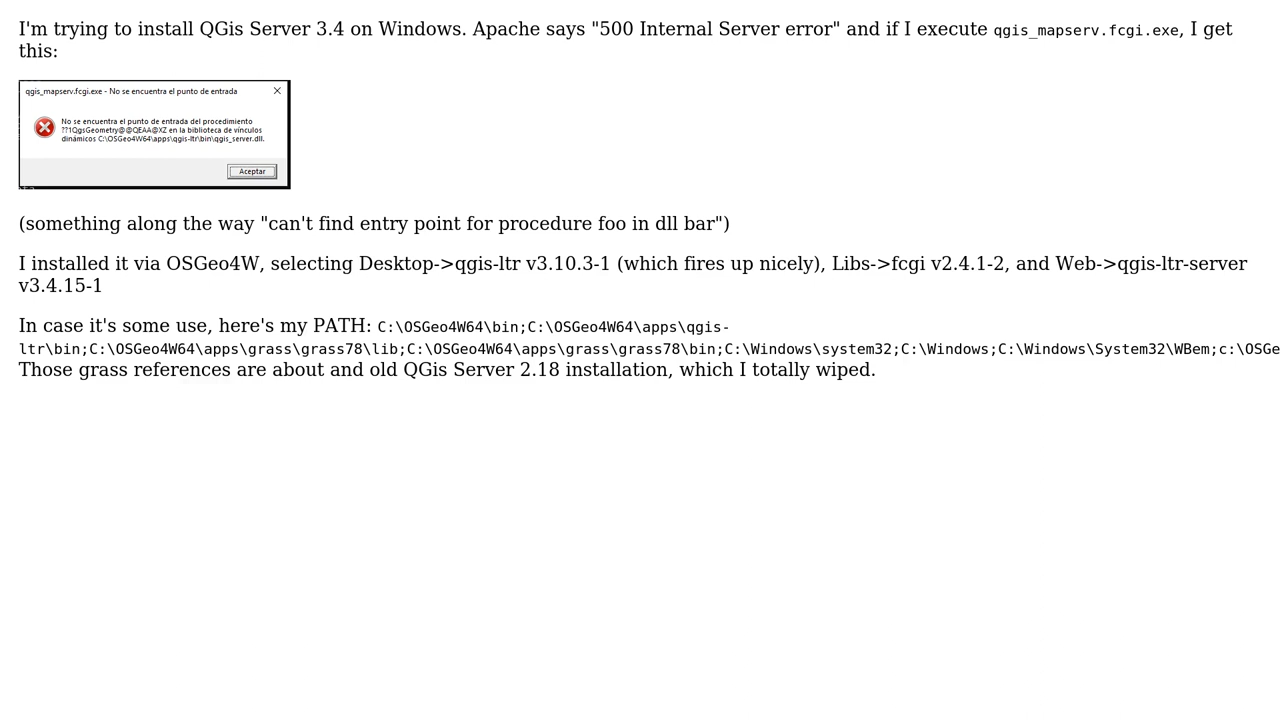 I'm trying to install QGis Server 3.4 on Windows. Apache says "500 Internal Server error" and if I execute qgis_mapserv.fcgi.exe, I get
this:
qgis_mapserv.fcgi.exe - No se encuentra el punto de entrada
No se encuentra el punto de entrada del procedimiento
??1QgsGeometry@@QEAA@XZ en la biblioteca de vínculos
dinámicos C:\OSGeo4W64\apps\qgis-ltr\bin\qgis_server.dll.
Aceptar
(something along the way "can't find entry point for procedure foo in dll bar")
I installed it via OSGeo4W, selecting Desktop->qgis-ltr v3.10.3-1 (which fires up nicely), Libs->fcgi v2.4.1-2, and Web->qgis-ltr-server
v3.4.15-1
In case it's some use, here's my PATH: C:\OSGeo4W64\bin;C:\OSGeo4W64\apps\qgis-
ltr\bin;C:\OSGeo4W64\apps\grass\grass78\lib;C:\OSGeo4W64\apps\grass\grass78\bin;C:\Windows\system32;C:\Windows;C:\Windows\System32\WBem;c:\OSGe
Those grass references are about and old QGis Server 2.18 installation, which I totally wiped.